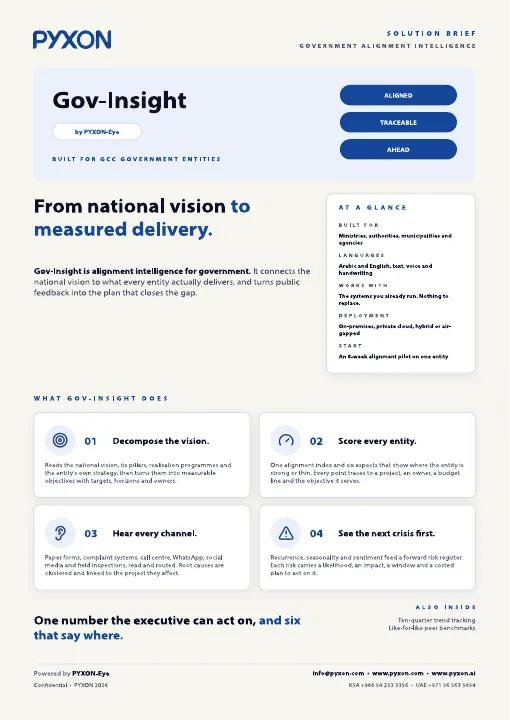 PYXON
SOLUTION BRIEF
GOVERNMENT ALIGNMENT INTELLIGENCE
Gov-Insight
by PYXON-Eye
BUILT FOR GCC GOVERNMENT ENTITIES
ALIGNED
TRACEABLE
AHEAD
From national vision to
measured delivery.
Gov-Insight is alignment intelligence for government. It connects the
national vision to what every entity actually delivers, and turns public
feedback into the plan that closes the gap.
AT A GLANCE
BUILT FOR
Ministries, authorities, municipalities and
agencies
LANGUAGES
Arabic and English, text, voice and
handwriting
WORKS WITH
The systems you already run. Nothing to
replace.
DEPLOYMENT
On-premises, private cloud, hybrid or air-
gapped
START
An 8-week alignment pilot on one entity
WHAT GOV-INSIGHT DOES
01 Decompose the vision.
Reads the national vision, its pillars, realisation programmes and
the entity's own strategy, then turns them into measurable
objectives with targets, horizons and owners.
02 Score every entity.
One alignment index and six aspects that show where the entity is
strong or thin. Every point traces to a project, an owner, a budget
line and the objective it serves.
03 Hear every channel.
Paper forms, complaint systems, call centre, WhatsApp, social
media and field inspections, read and routed. Root causes are
clustered and linked to the project they affect.
04 See the next crisis first.
Recurrence, seasonality and sentiment feed a forward risk register.
Each risk carries a likelihood, an impact, a window and a costed
plan to act on it.
One number the executive can act on, and six
that say where.
ALSO INSIDE
Ten-quarter trend tracking
Like-for-like peer benchmarks
Powered by PYXON-Eye
Confidential • PYXON 2026
info@pyxon.com • www.pyxon.com • www.pyxon.ai
KSA +966 54 233 3356 • UAE +971 56 563 5454